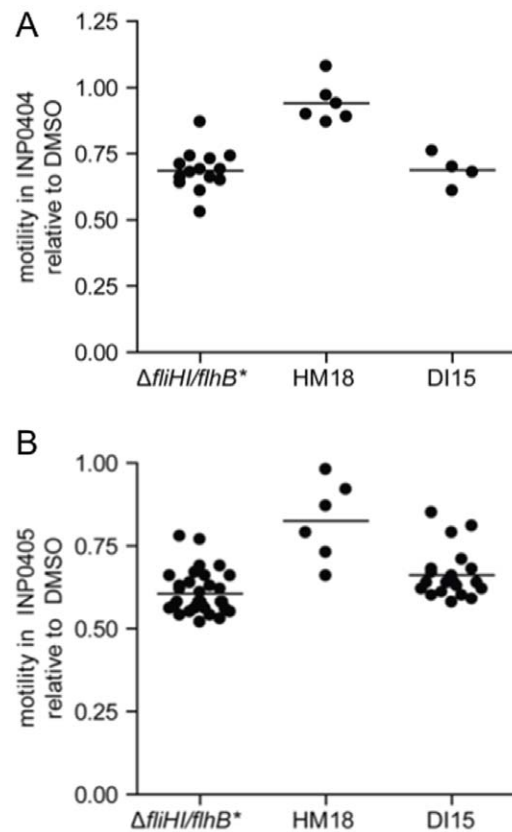 A
motility in INP0404
relative to DMSO
1.25
1.00
0.75
0.50
0.25
0.00
ΔfliHI/flhB*
HM18
DI15
B
motility in INP0405
relative to DMSO
1.00
0.75
0.50
0.25
0.00
ΔfliHI/flhB*
HM18
DI15